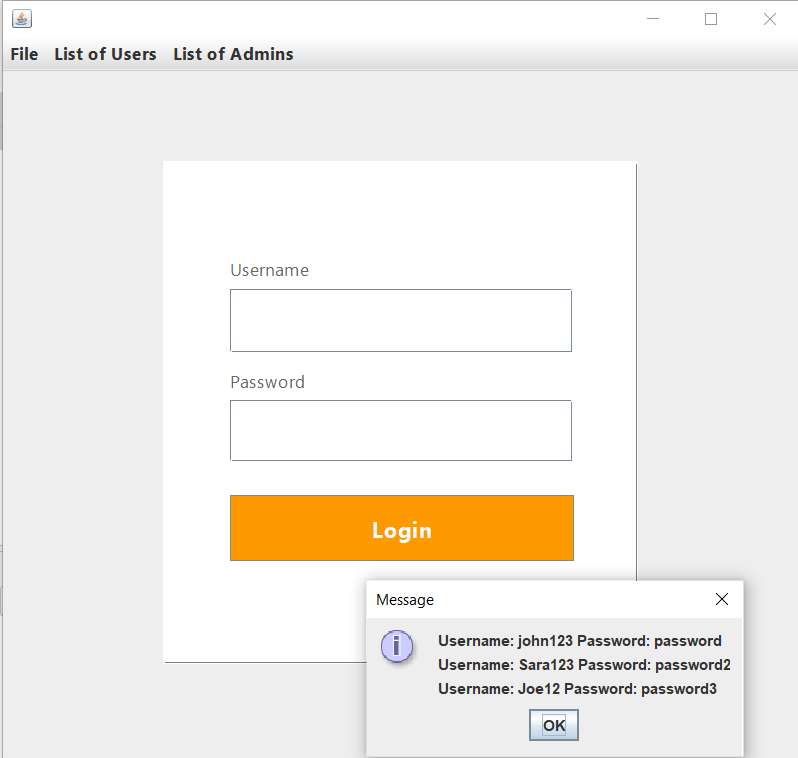 File List of Users List of Admins
Username
Password
Login
Message
Username: john123 Password: password
Username: Sara123 Password: password2
Username: Joe12 Password: password3
OK